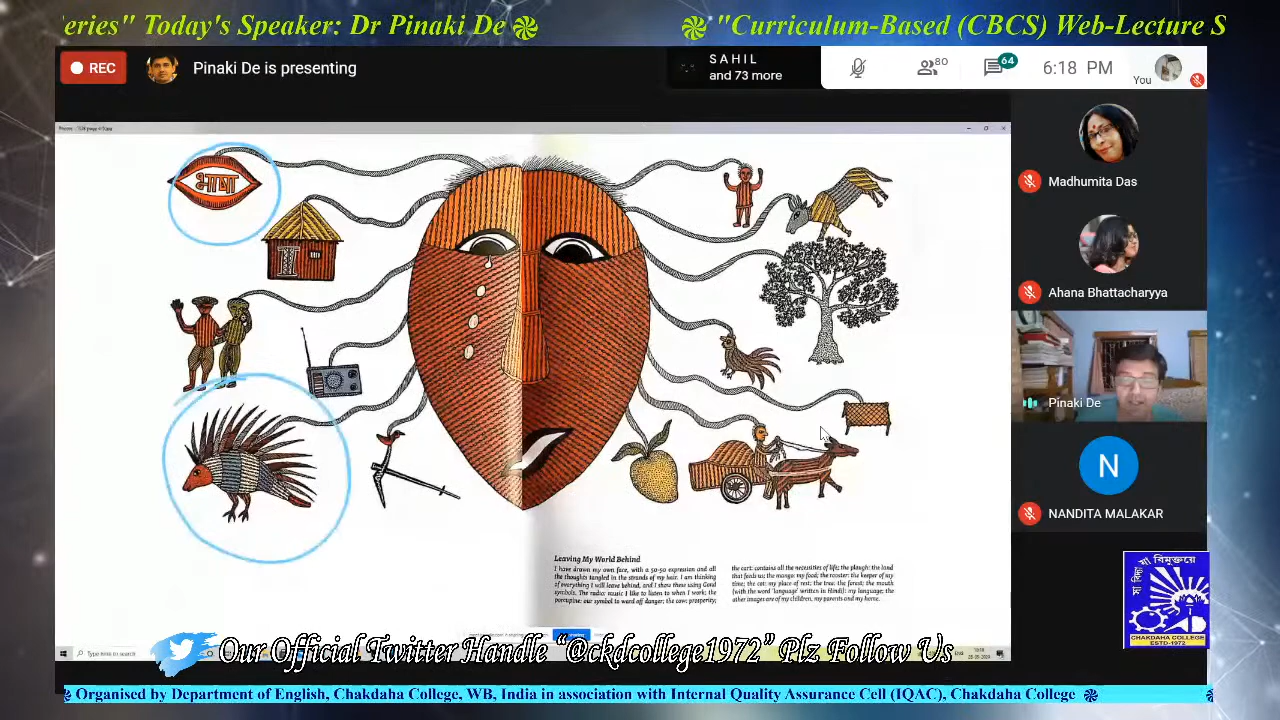 eries" Today's Speaker: Dr Pinaki De
"Curriculum-Based (CBCS) Web-Lecture S
REC
Pinaki De is presenting
SAHIL
and 73 more
80
64
6:18 PM
You
भाषा
Madhumita Das
Ahana Bhattacharyya
Pinaki De
N
NANDITA MALAKAR
Leaving My World Behind
I have drawn my own face, with a 50-50 expression and all
the thoughts tangled in the strands of my hair. I am thinking
of everything I will leave behind, and I show these using Gond
symbols. The radio: music I like to listen to when I work; the
porcupine: our symbol to ward off danger; the cow: prosperity;
the cart: contains all the necessities of life; the plough: the land
that feeds us; the mango: my food; the rooster: the keeper of my
time; the cot: my place of rest; the tree: the forest; the mouth
(with the word 'language' written in Hindi): my language; the
other images are of my children, my parents and my home.
সা বিদ্যা যা বিমুক্তয়ে
CHAKDAHA COLLEGE
ESTD-1972
Type here to search
Our Official Twitter Handle "@ckdcollege1972" Plz Follow Us
Organised by Department of English, Chakdaha College, WB, India in association with Internal Quality Assurance Cell (IQAC), Chakdaha College